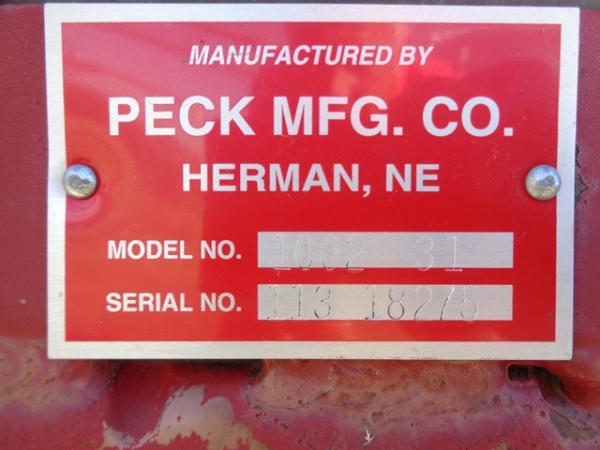 MANUFACTURED BY
PECK MFG. CO.
HERMAN, NE
MODEL NO. 1002 31
SERIAL NO. 113 18275